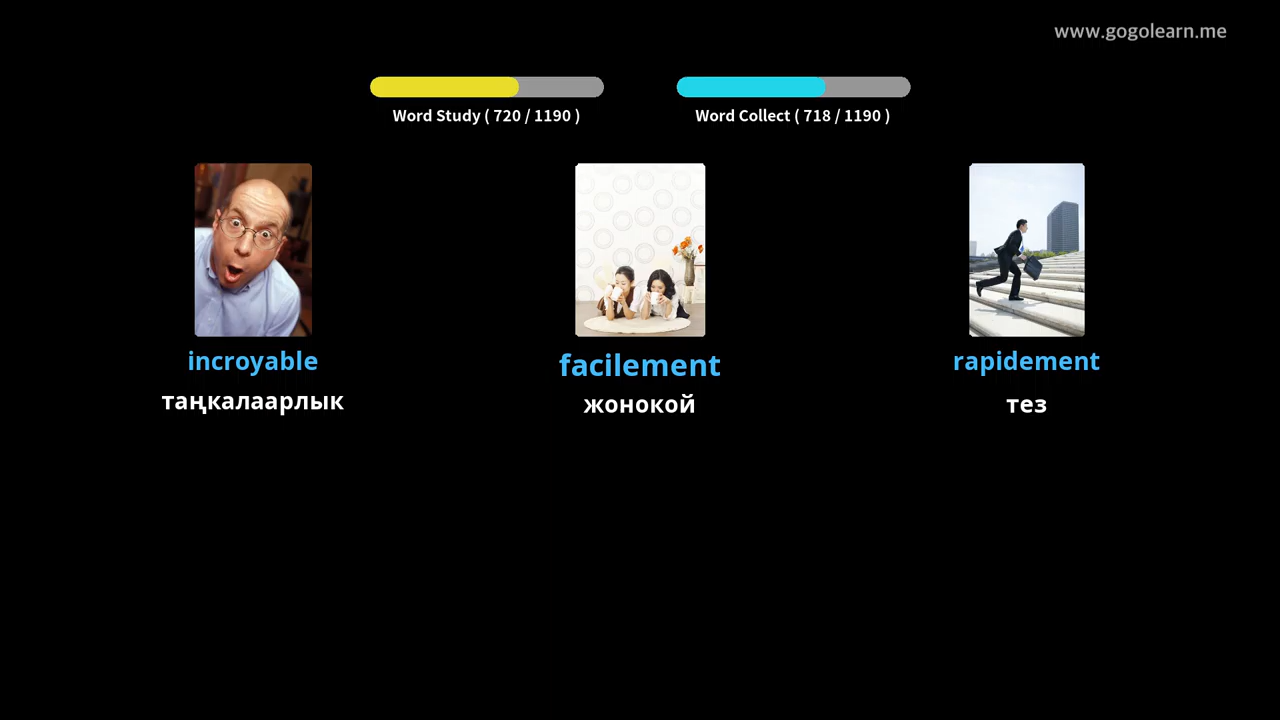 www.gogolearn.me
Word Study ( 720 / 1190 )
Word Collect ( 718 / 1190 )
incroyable
facilement
rapidement
таңкалаарлык
жонокой
тез